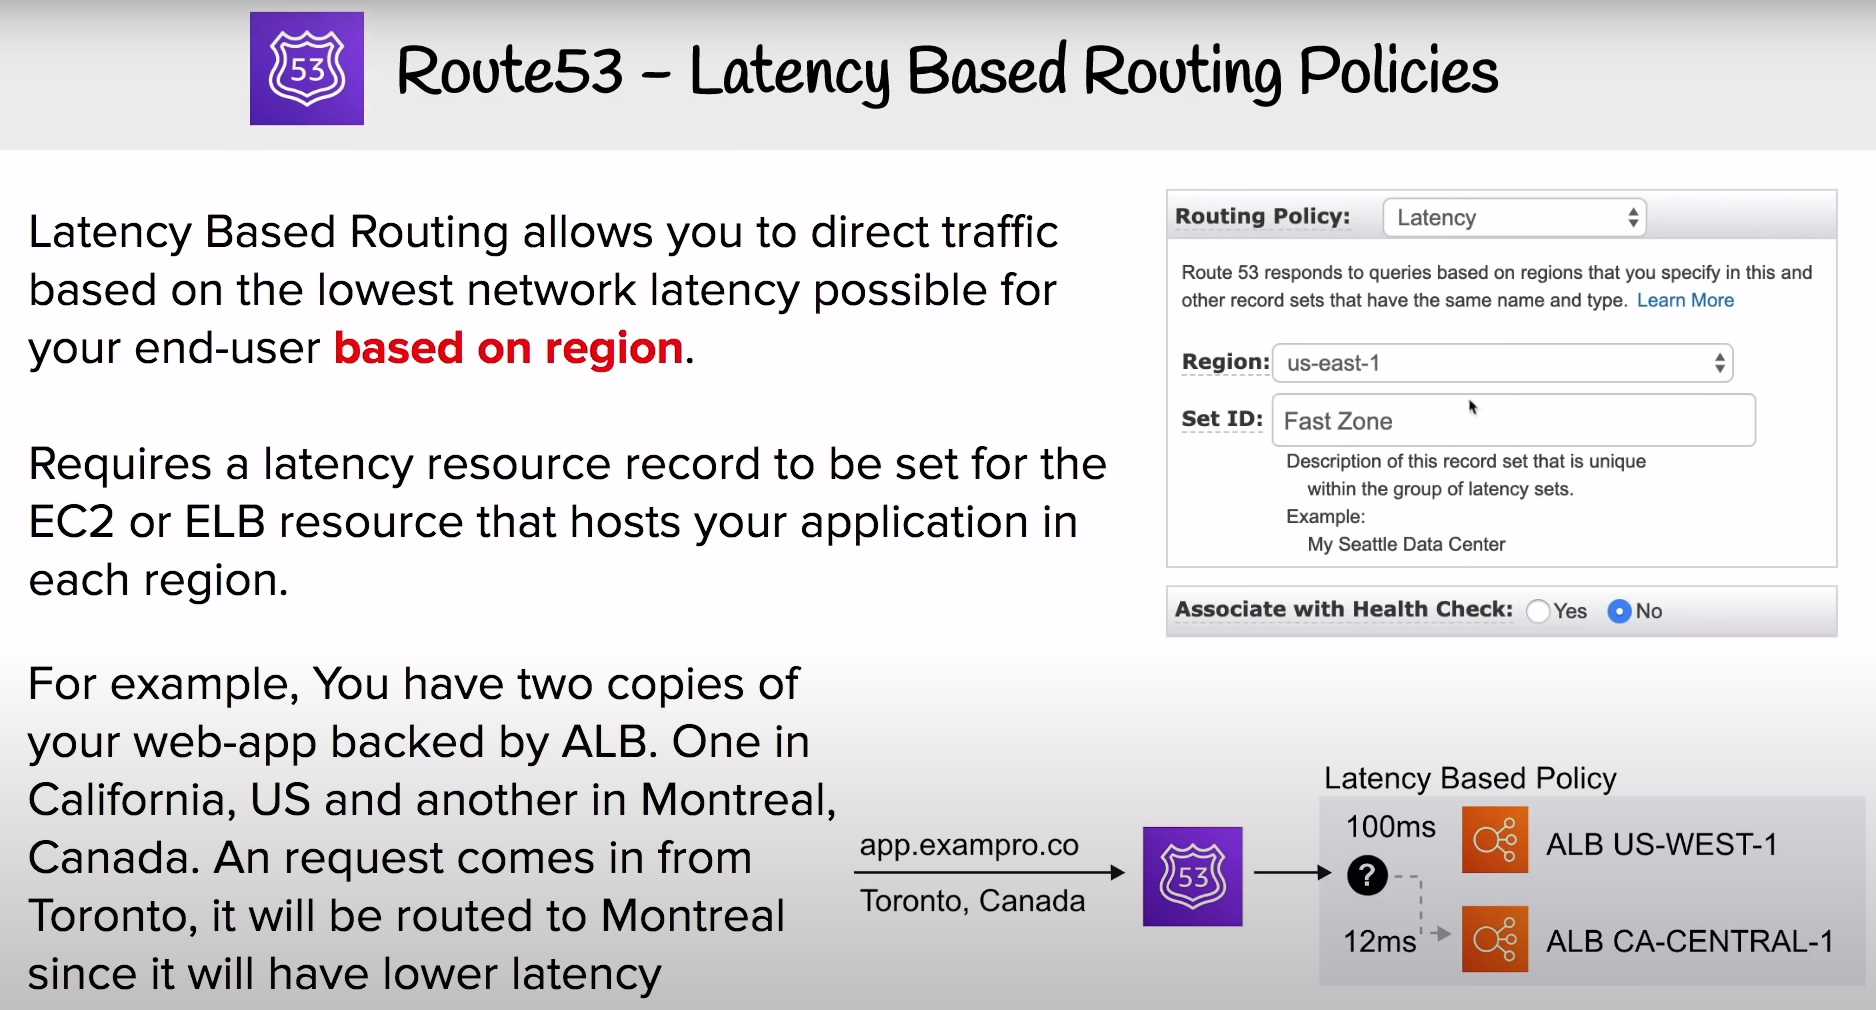 53
Route53 – Latency Based Routing Policies
Latency Based Routing allows you to direct traffic
based on the lowest network latency possible for
your end-user based on region.
Requires a latency resource record to be set for the
EC2 or ELB resource that hosts your application in
each region.
For example, You have two copies of
your web-app backed by ALB. One in
California, US and another in Montreal,
Canada. An request comes in from
Toronto, it will be routed to Montreal
since it will have lower latency
Routing Policy: Latency
Route 53 responds to queries based on regions that you specify in this and
other record sets that have the same name and type. Learn More
Region: us-east-1
Set ID: Fast Zone
Description of this record set that is unique
within the group of latency sets.
Example:
My Seattle Data Center
Associate with Health Check: Yes No
app.exampro.co
Toronto, Canada
53
Latency Based Policy
100ms
ALB US-WEST-1
?
12ms
ALB CA-CENTRAL-1